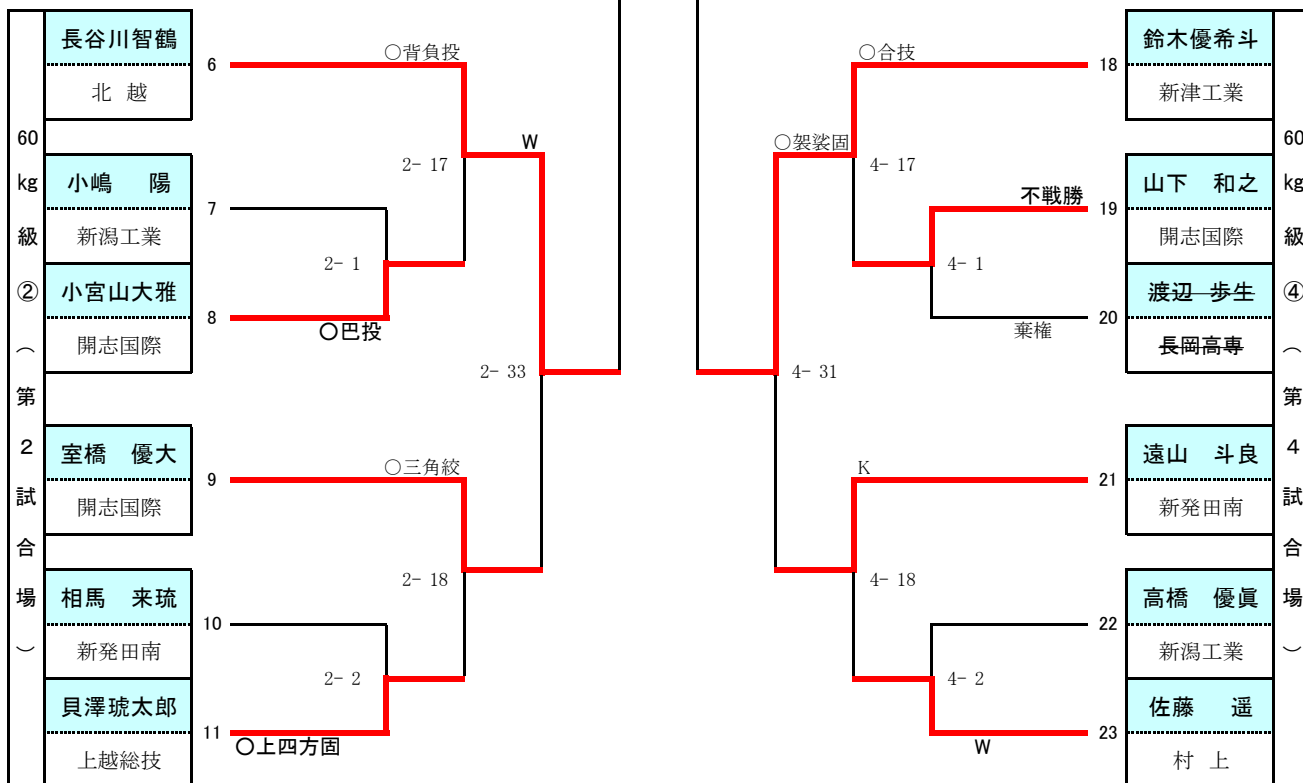 60
kg
級
②
︵
第
2
試
合
場
︶
長谷川智鶴
北 越
6
○背負投
小嶋 陽
新潟工業
7
小宮山大雅
開志国際
8
○巴投
2- 1
2- 17
W
2- 33
室橋 優大
開志国際
9
○三角絞
相馬 来琉
新発田南
10
貝澤琥太郎
上越総技
11
○上四方固
2- 2
2- 18
○合技
18
鈴木優希斗
新津工業
○袈裟固
4- 17
不戦勝
19
山下 和之
開志国際
4- 1
棄権
20
渡辺 歩生
長岡高専
4- 31
K
21
遠山 斗良
新発田南
4- 18
22
高橋 優眞
新潟工業
4- 2
W
23
佐藤 遥
村 上
60
kg
級
④
︵
第
4
試
合
場
︶